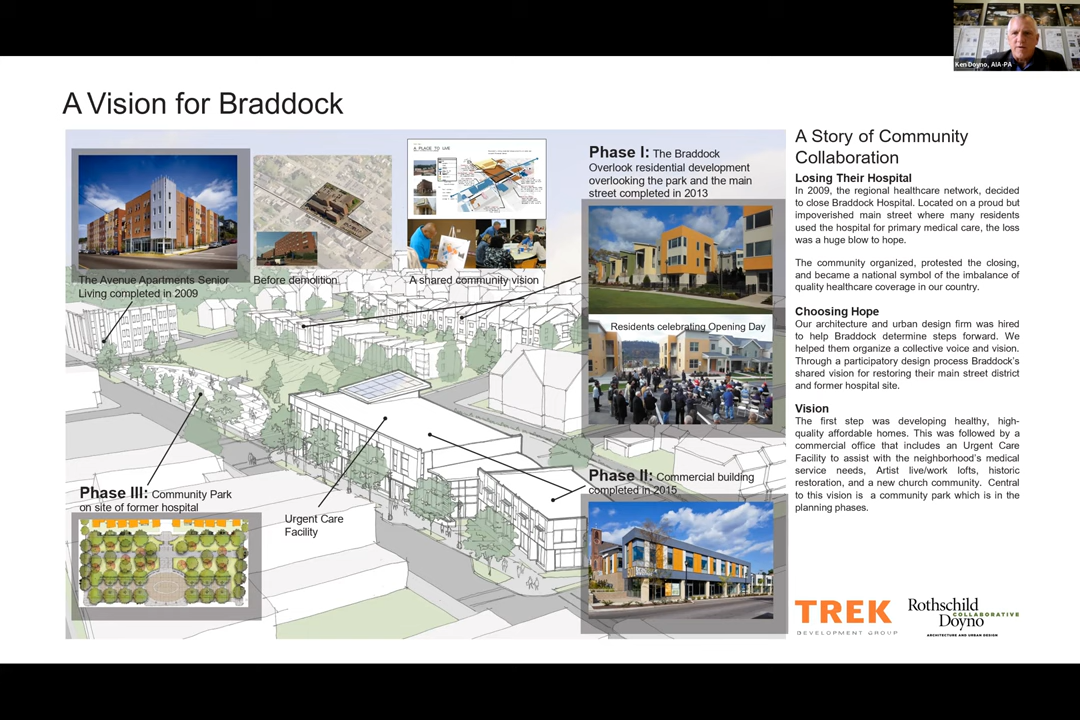 Ken Doyno, AIA-PA
A Vision for Braddock
A PLACE TO LIVE
The Avenue Apartments Senior
Living completed in 2009
Before demolition
A shared community vision
Phase I: The Braddock
Overlook residential development
overlooking the park and the main
street completed in 2013
Residents celebrating Opening Day
Phase II: Commercial building
completed in 2015
Phase III: Community Park
on site of former hospital
Urgent Care
Facility
A Story of Community
Collaboration
Losing Their Hospital
In 2009, the regional healthcare network, decided
to close Braddock Hospital. Located on a proud but
impoverished main street where many residents
used the hospital for primary medical care, the loss
was a huge blow to hope.
The community organized, protested the closing,
and became a national symbol of the imbalance of
quality healthcare coverage in our country.
Choosing Hope
Our architecture and urban design firm was hired
to help Braddock determine steps forward. We
helped them organize a collective voice and vision.
Through a participatory design process Braddock's
shared vision for restoring their main street district
and former hospital site.
Vision
The first step was developing healthy, high-
quality affordable homes. This was followed by a
commercial office that includes an Urgent Care
Facility to assist with the neighborhood's medical
service needs, Artist live/work lofts, historic
restoration, and a new church community. Central
to this vision is a community park which is in the
planning phases.
TREK
DEVELOPMENT GROUP
Rothschild
COLLABORATIVE
Doyno
ARCHITECTURE AND URBAN DESIGN